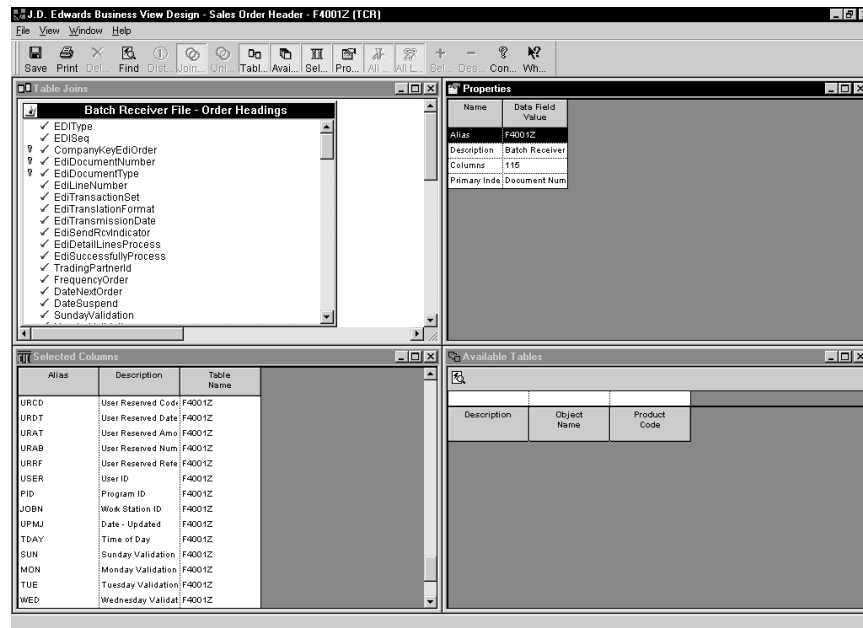 J.D. Edwards Business View Design - Sales Order Header - F4001Z (TCR)
File View Window Help
Save Print Del... Find Dist... Join... Uni... Tabl... Avai... Sel... Pro... All ... All L... Sel... Des... Con... Wh...
Table Joins
Batch Receiver File - Order Headings
EDIType
EDISeq
CompanyKeyEdiOrder
EdiDocumentNumber
EdiDocumentType
EdiLineNumber
EdiTransactionSet
EdiTranslationFormat
EdiTransmissionDate
EdiSendRcvIndicator
EdiDetailLinesProcess
EdiSuccessfullyProcess
TradingPartnerId
FrequencyOrder
DateNextOrder
DateSuspend
SundayValidation
Properties
Name Data Field Value
Alias F4001Z
Description Batch Receiver
Columns 115
Primary Inde Document Num
Selected Columns
Alias Description Table Name
URCD User Reserved Code F4001Z
URDT User Reserved Date F4001Z
URAT User Reserved Amo F4001Z
URAB User Reserved Num F4001Z
URRF User Reserved Refe F4001Z
USER User ID F4001Z
PID Program ID F4001Z
JOBN Work Station ID F4001Z
UPMJ Date - Updated F4001Z
TDAY Time of Day F4001Z
SUN Sunday Validation F4001Z
MON Monday Validation F4001Z
TUE Tuesday Validation F4001Z
WED Wednesday Validat F4001Z
Available Tables
Description Object Name Product Code